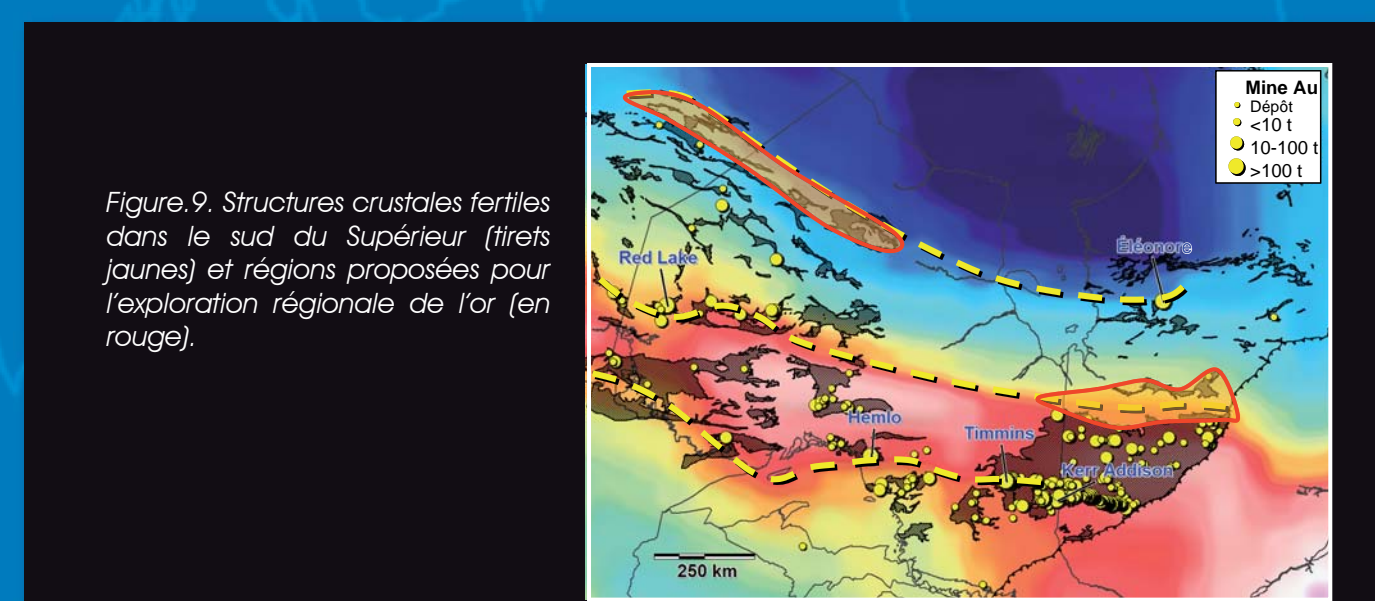 Figure.9. Structures crustales fertiles
dans le sud du Supérieur (tirets
jaunes) et régions proposées pour
l'exploration régionale de l'or (en
rouge).
Mine Au
Dépôt
<10 t
10-100 t
>100 t
Éléonore
Red Lake
Hemlo
Timmins
Kerr Addison
250 km